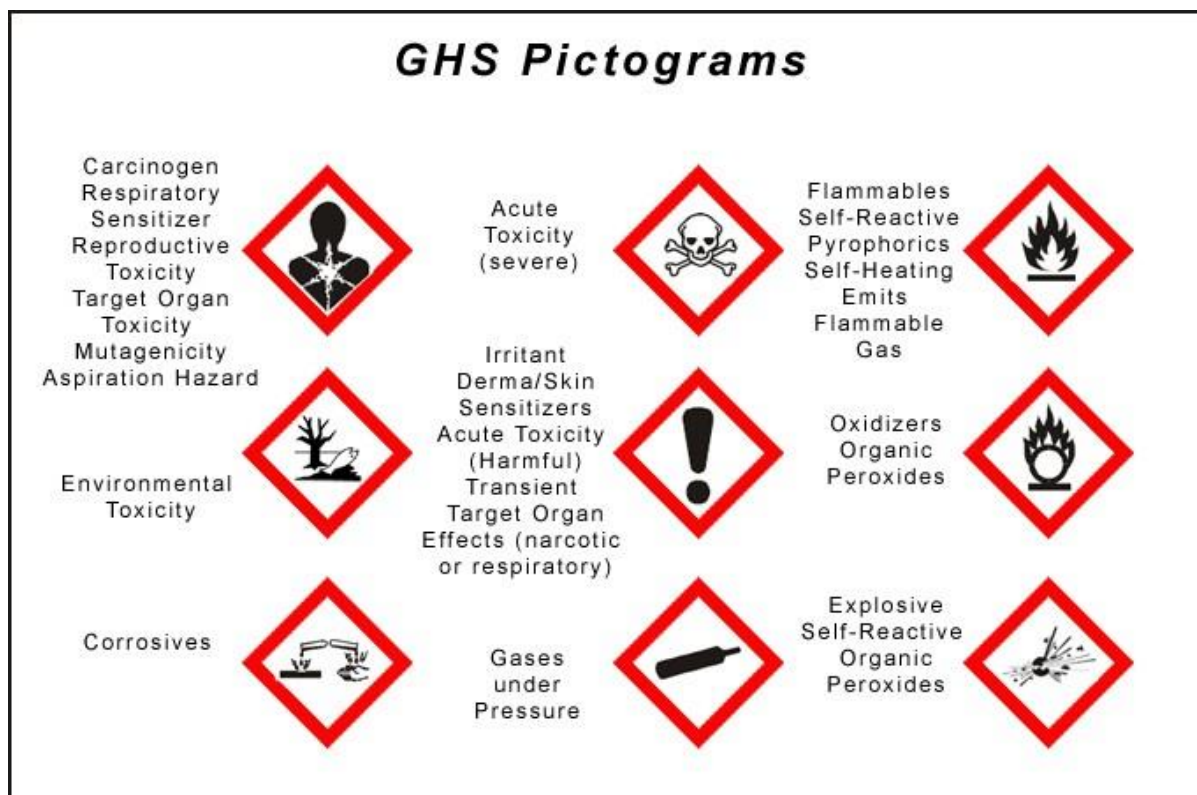 GHS Pictograms
Carcinogen
Respiratory
Sensitizer
Reproductive
Toxicity
Target Organ
Toxicity
Mutagenicity
Aspiration Hazard
Acute
Toxicity
(severe)
Flammables
Self-Reactive
Pyrophorics
Self-Heating
Emits
Flammable
Gas
Environmental
Toxicity
Irritant
Derma/Skin
Sensitizers
Acute Toxicity
(Harmful)
Transient
Target Organ
Effects (narcotic
or respiratory)
Oxidizers
Organic
Peroxides
Corrosives
Gases
under
Pressure
Explosive
Self-Reactive
Organic
Peroxides